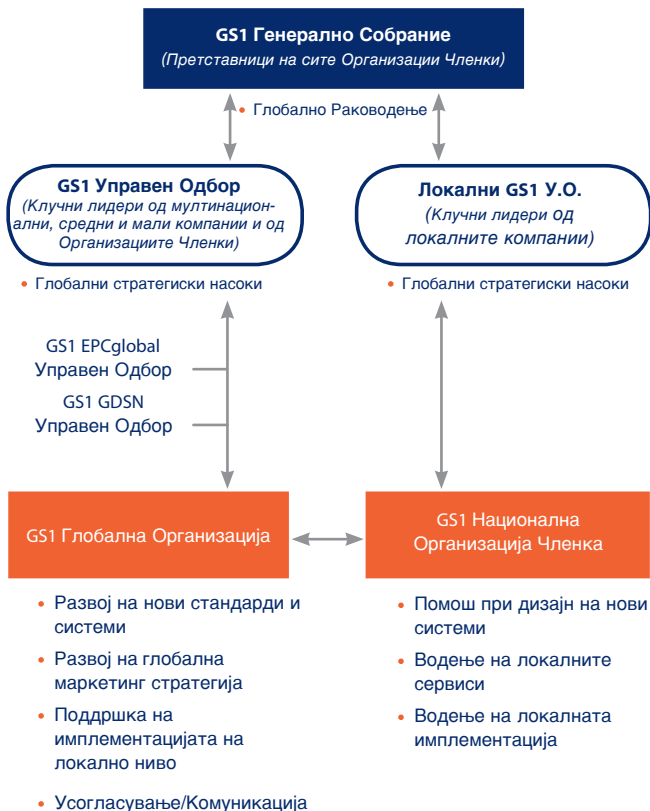 GS1 Генерално Собрание
(Претставници на сите Организации Членки)
• Глобално Раководење
GS1 Управен Одбор
(Клучни лидери од мултинацион-
ални, средни и мали компании и од
Организациите Членки)
• Глобални стратегиски насоки
Локални GS1 У.О.
(Клучни лидери од
локалните компании)
• Глобални стратегиски насоки
GS1 EPCglobal
Управен Одбор
GS1 GDSN
Управен Одбор
GS1 Глобална Организација
GS1 Национална
Организација Членка
• Развој на нови стандарди и
системи
• Развој на глобална
маркетинг стратегија
• Поддршка на
имплементацијата на
локално ниво
• Усогласување/Комуникација
• Помош при дизајн на нови
системи
• Водење на локалните
сервиси
• Водење на локалната
имплементација